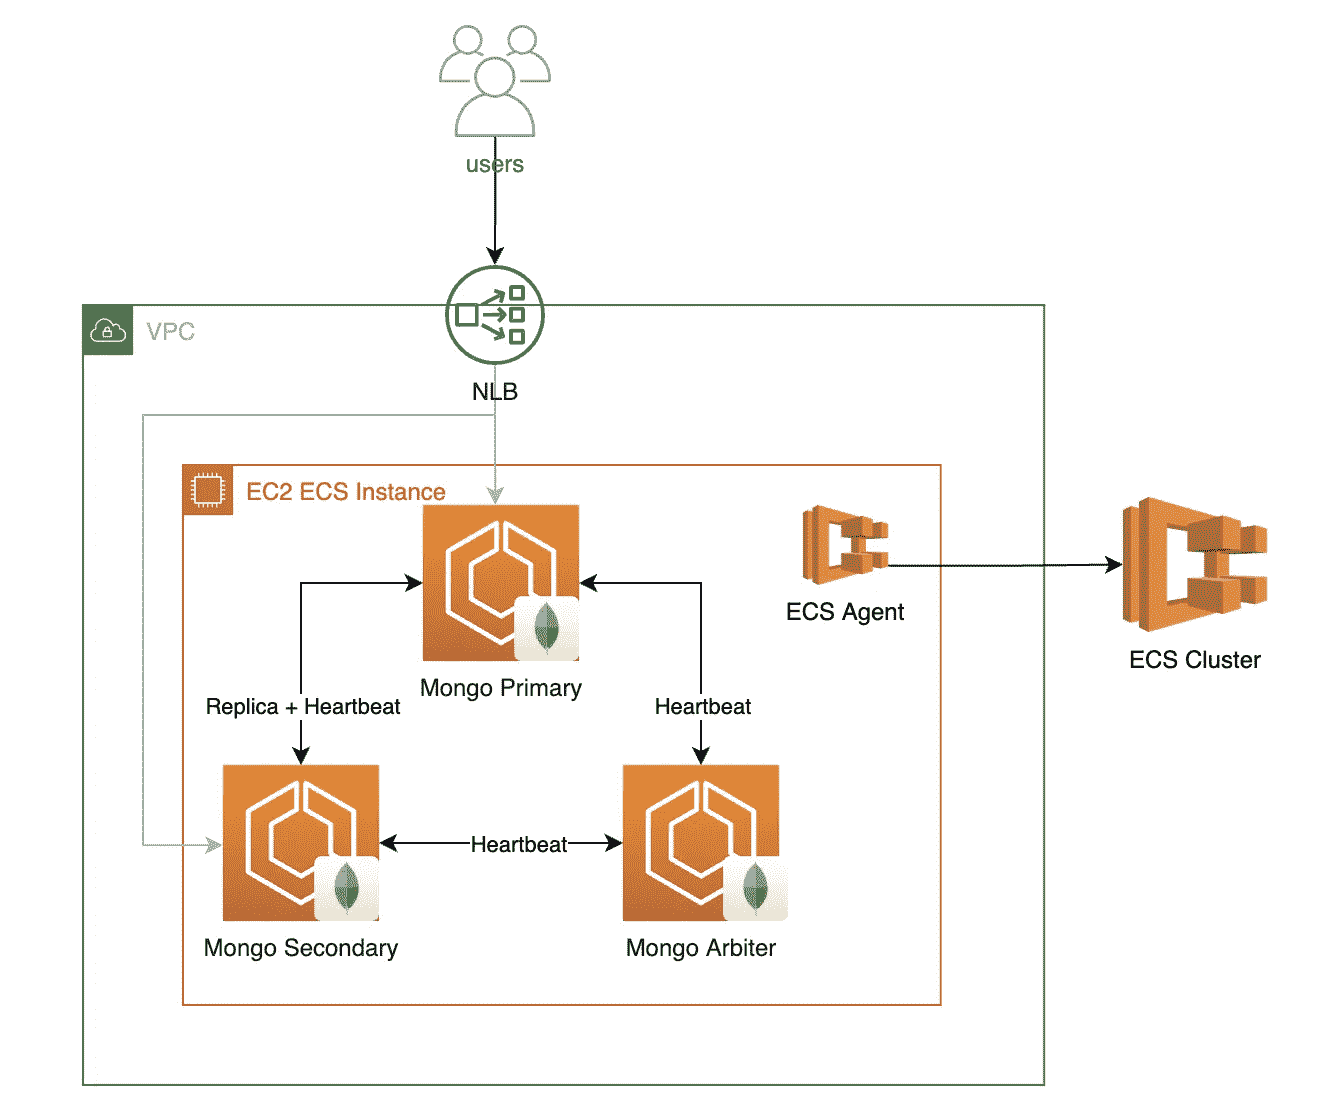 users
VPC
NLB
EC2 ECS Instance
ECS Agent
ECS Cluster
Mongo Primary
Replica + Heartbeat
Heartbeat
Heartbeat
Mongo Secondary
Mongo Arbiter